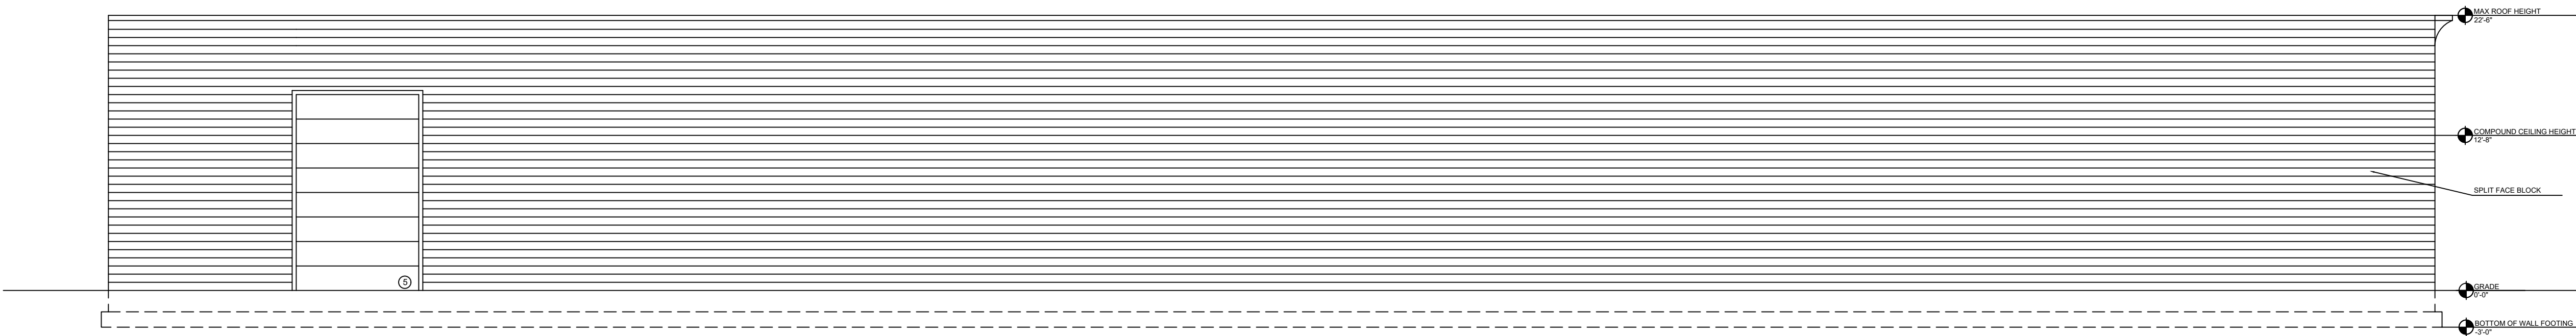 MAX ROOF HEIGHT
22'-6"
COMPOUND CEILING HEIGHT
12'-8"
SPLIT FACE BLOCK
5
GRADE
0'-0"
BOTTOM OF WALL FOOTING
-3'-0"